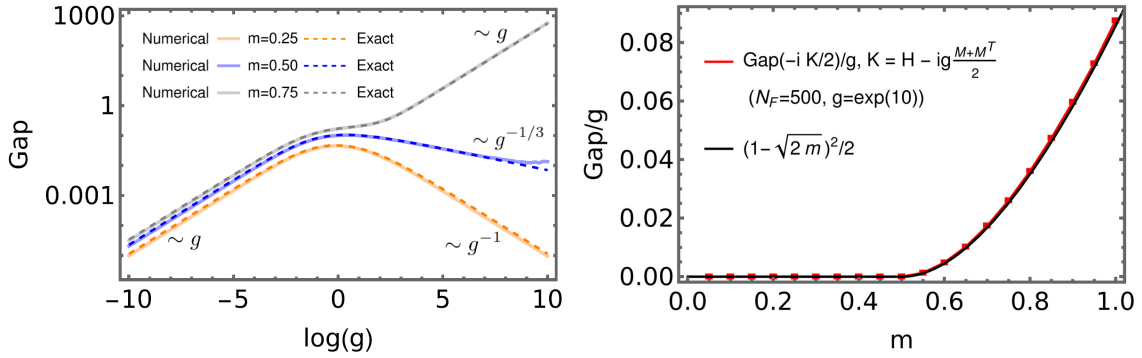 1000
1
0.001
Gap
Numerical m=0.25 Exact
Numerical m=0.50 Exact
Numerical m=0.75 Exact
∼ g
∼ g^{-1/3}
∼ g
∼ g^{-1}
−10 −5 0 5 10
log(g)
0.08
0.06
0.04
0.02
0.00
Gap/g
Gap(-i K/2)/g, K = H − ig\frac{M+M^T}{2}
(N_F=500, g=exp(10))
(1-√2 m)^2/2
0.0 0.2 0.4 0.6 0.8 1.0
m